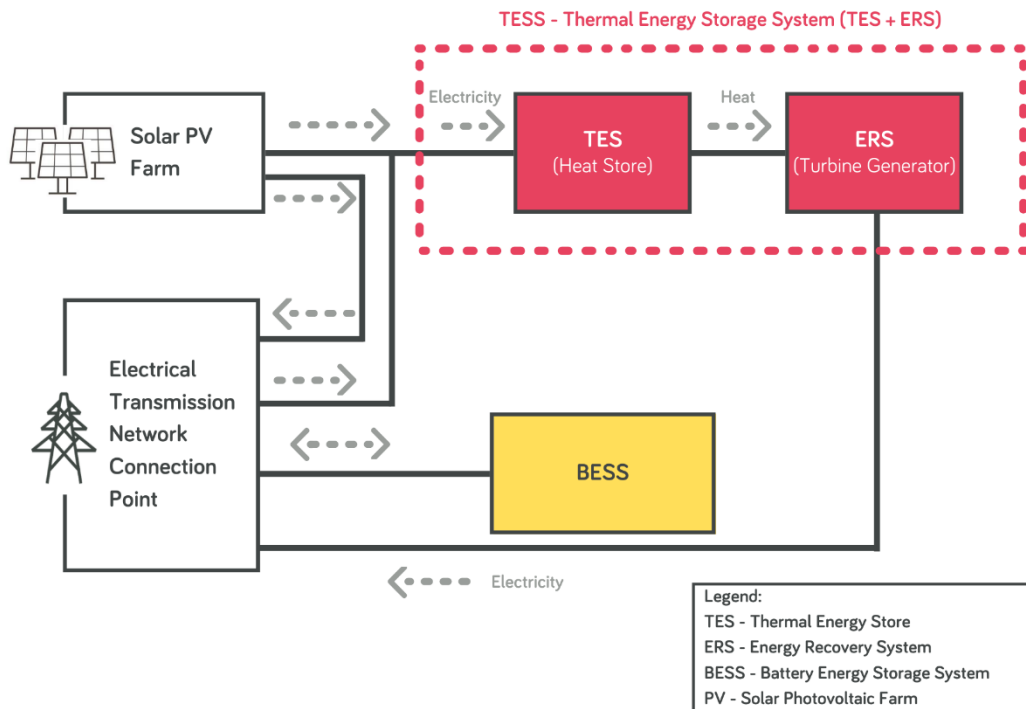 TESS - Thermal Energy Storage System (TES + ERS)
Electricity
Heat
Solar PV
Farm
TES
(Heat Store)
ERS
(Turbine Generator)
Electrical
Transmission
Network
Connection
Point
BESS
Electricity
Legend:
TES - Thermal Energy Store
ERS - Energy Recovery System
BESS - Battery Energy Storage System
PV - Solar Photovoltaic Farm